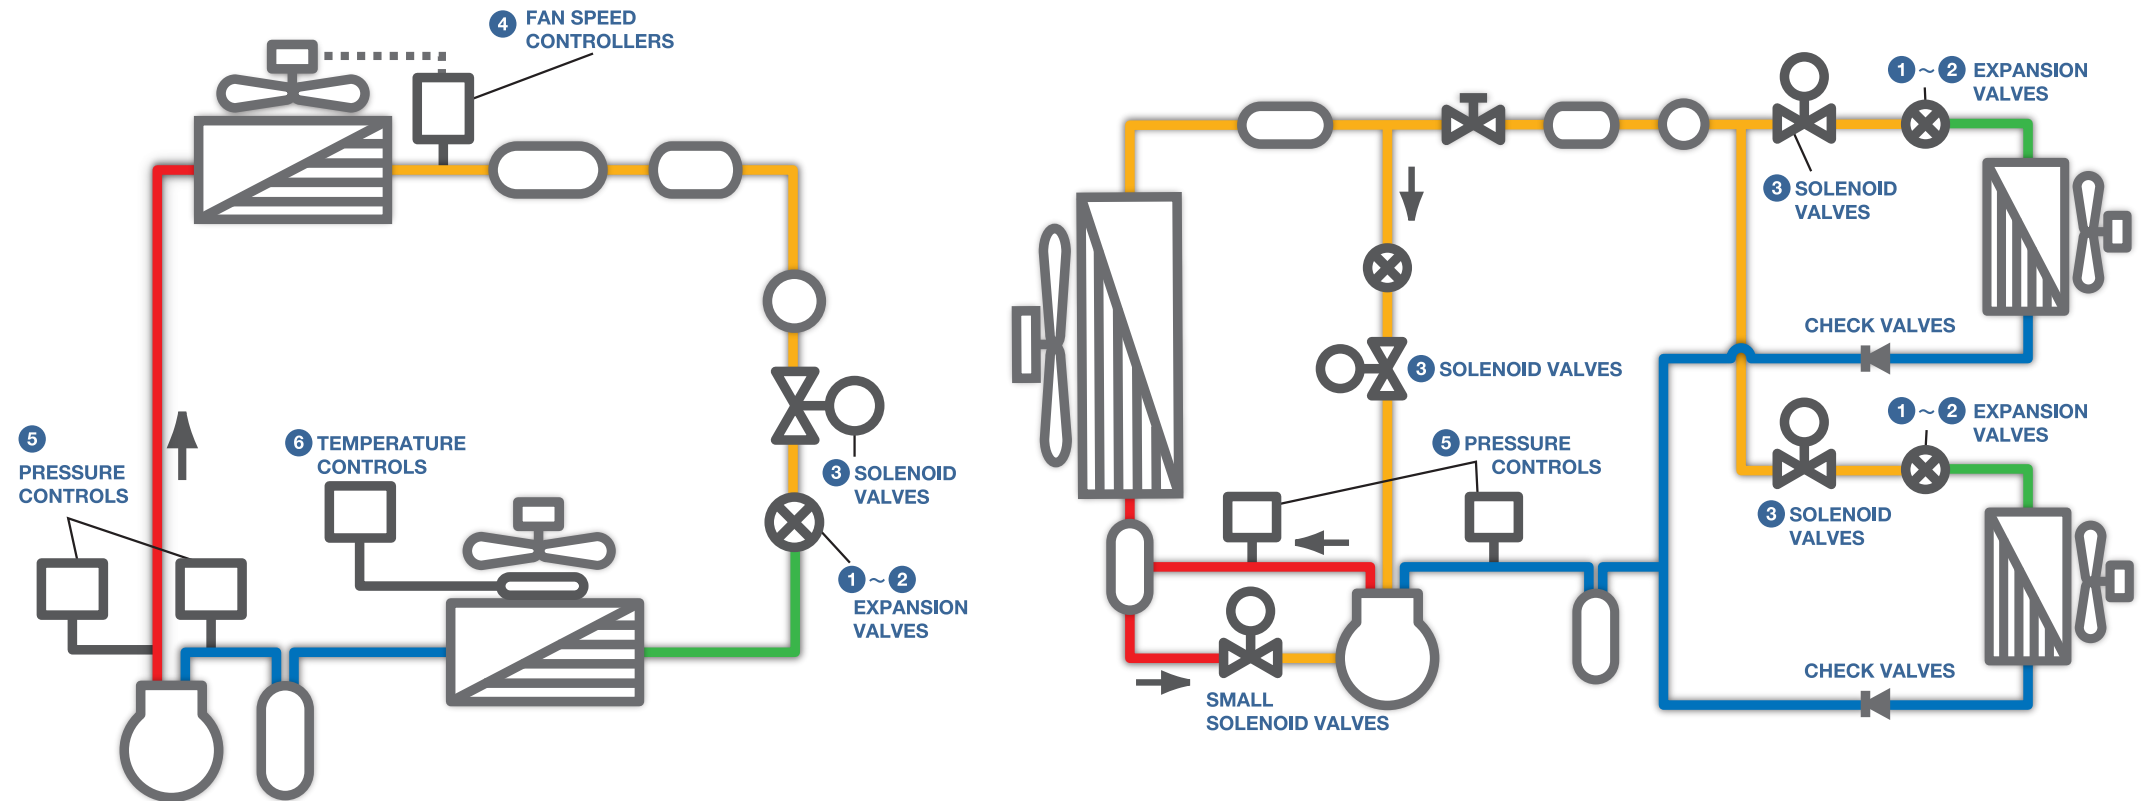 4 FAN SPEED
CONTROLLERS
5
PRESSURE
CONTROLS
6 TEMPERATURE
CONTROLS
3 SOLENOID
VALVES
1 ~ 2
EXPANSION
VALVES
1 ~ 2 EXPANSION
VALVES
3 SOLENOID
VALVES
CHECK VALVES
3 SOLENOID VALVES
1 ~ 2 EXPANSION
VALVES
5 PRESSURE
CONTROLS
3 SOLENOID
VALVES
CHECK VALVES
SMALL
SOLENOID VALVES